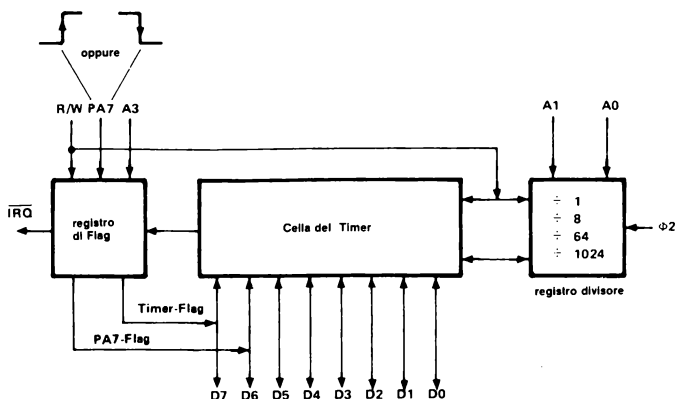 oppure
R/W PA7 A3
A1 A0
IRQ
registro
di Flag
Cella del Timer
÷ 1
÷ 8
÷ 64
÷ 1024
Φ2
registro divisore
Timer-Flag
PA7-Flag
D7 D6 D5 D4 D3 D2 D1 D0